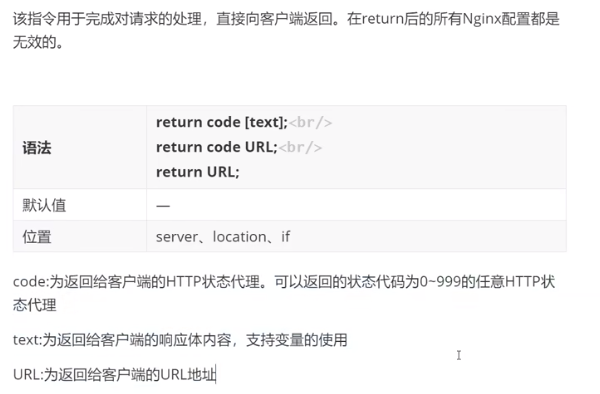 该指令用于完成对请求的处理，直接向客户端返回。在return后的所有Nginx配置都是
无效的。
语法
return code [text];<br/>
return code URL;<br/>
return URL;
默认值
—
位置
server、location、if
code:为返回给客户端的HTTP状态代理。可以返回的状态代码为0~999的任意HTTP状
态代理
text:为返回给客户端的响应体内容，支持变量的使用
URL:为返回给客户端的URL地址